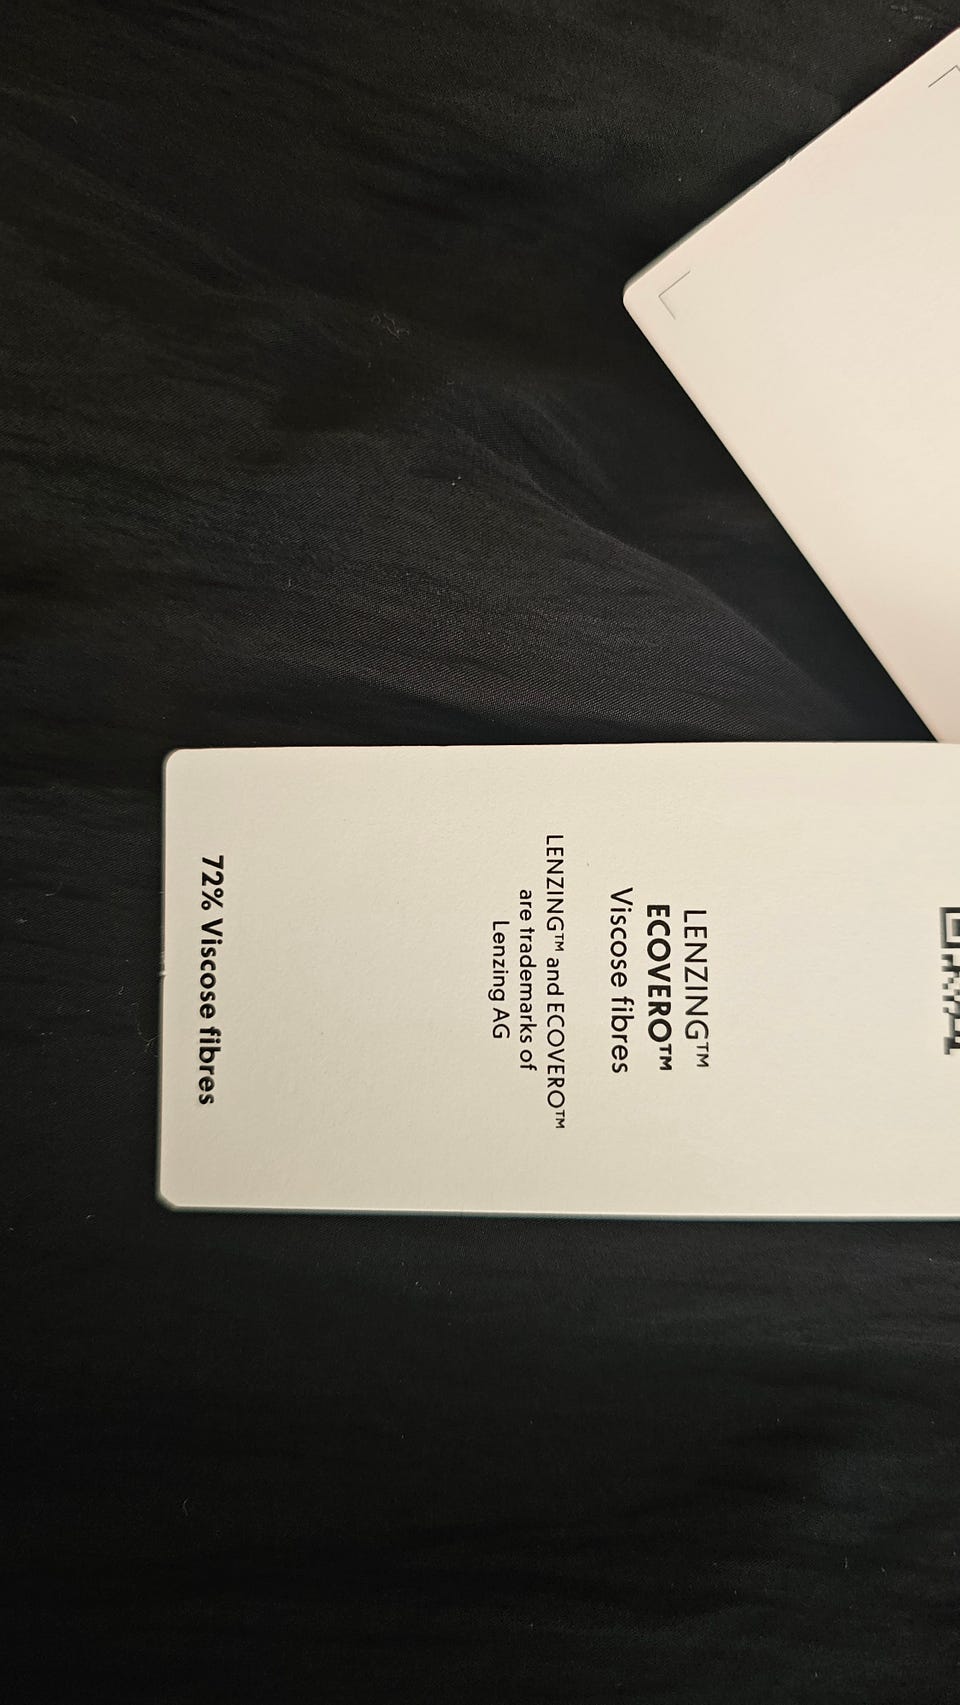 LENZING™
ECOVERO™
Viscose fibres
LENZING™ and ECOVERO™
are trademarks of
Lenzing AG
72% Viscose fibres